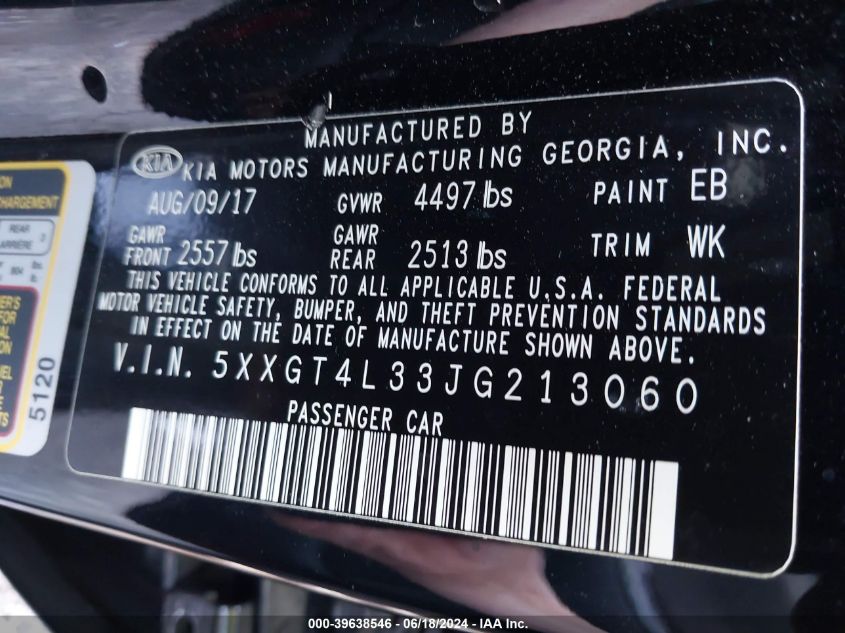 MANUFACTURED BY
KIA KIA MOTORS MANUFACTURING GEORGIA, INC.
AUG/09/17 GVWR 4497 lbs PAINT EB
GAWR FRONT 2557 lbs GAWR REAR 2513 lbs TRIM WK
THIS VEHICLE CONFORMS TO ALL APPLICABLE U.S.A. FEDERAL
MOTOR VEHICLE SAFETY, BUMPER, AND THEFT PREVENTION STANDARDS
IN EFFECT ON THE DATE OF MANUFACTURE SHOWN ABOVE.
V.I.N. 5XXGT4L33JG213060
PASSENGER CAR
REAR
ARRIÈRE
5120
000-39638546 - 06/18/2024 - IAA Inc.